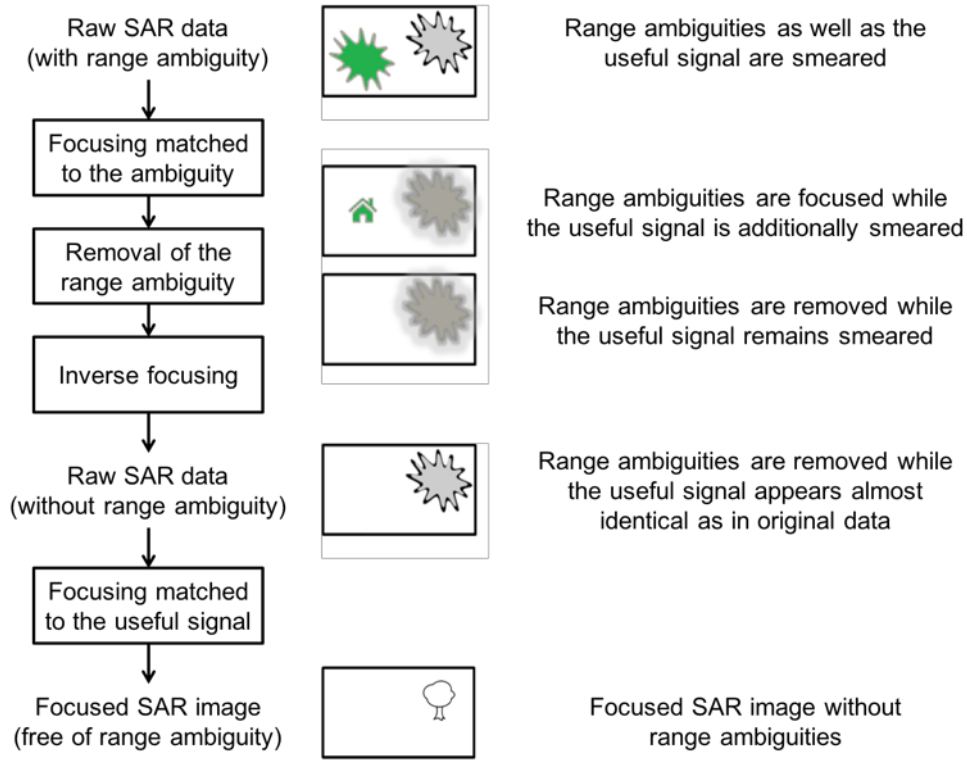 Raw SAR data
(with range ambiguity)
Range ambiguities as well as the
useful signal are smeared
Focusing matched
to the ambiguity
Range ambiguities are focused while
the useful signal is additionally smeared
Removal of the
range ambiguity
Range ambiguities are removed while
the useful signal remains smeared
Inverse focusing
Raw SAR data
(without range ambiguity)
Range ambiguities are removed while
the useful signal appears almost
identical as in original data
Focusing matched
to the useful signal
Focused SAR image
(free of range ambiguity)
Focused SAR image without
range ambiguities